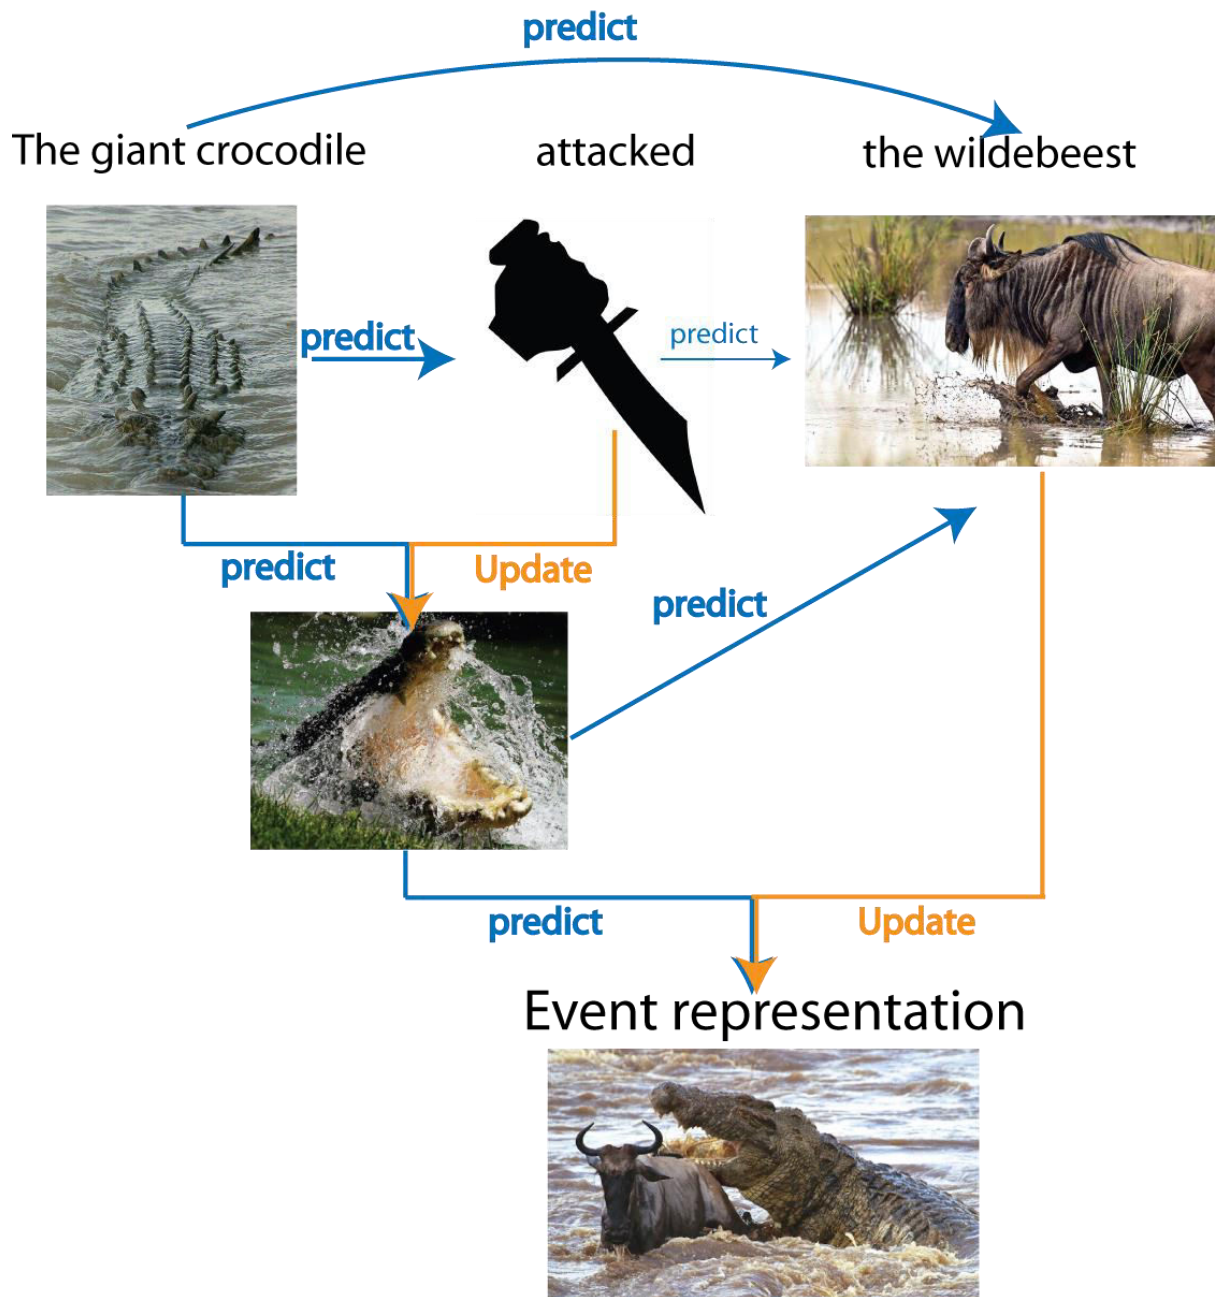 predict
The giant crocodile
attacked
the wildebeest
predict
predict
predict
Update
predict
predict
Update
Event representation